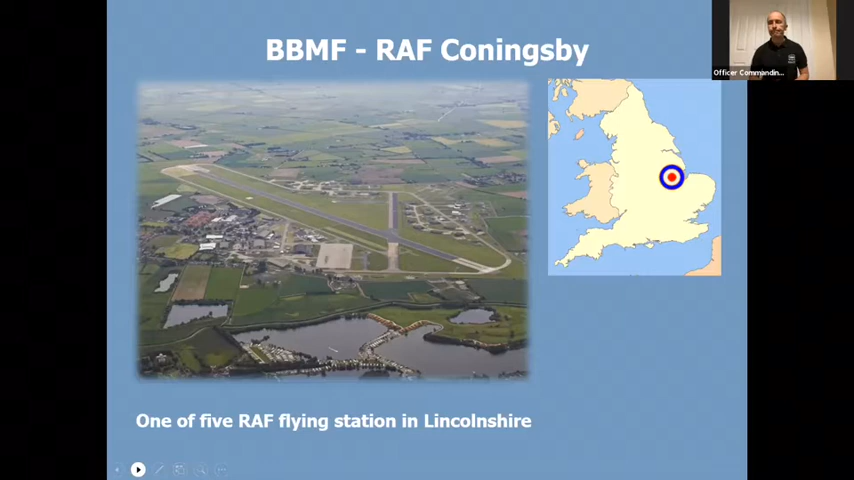 BBMF - RAF Coningsby
Officer Commandin...
One of five RAF flying station in Lincolnshire